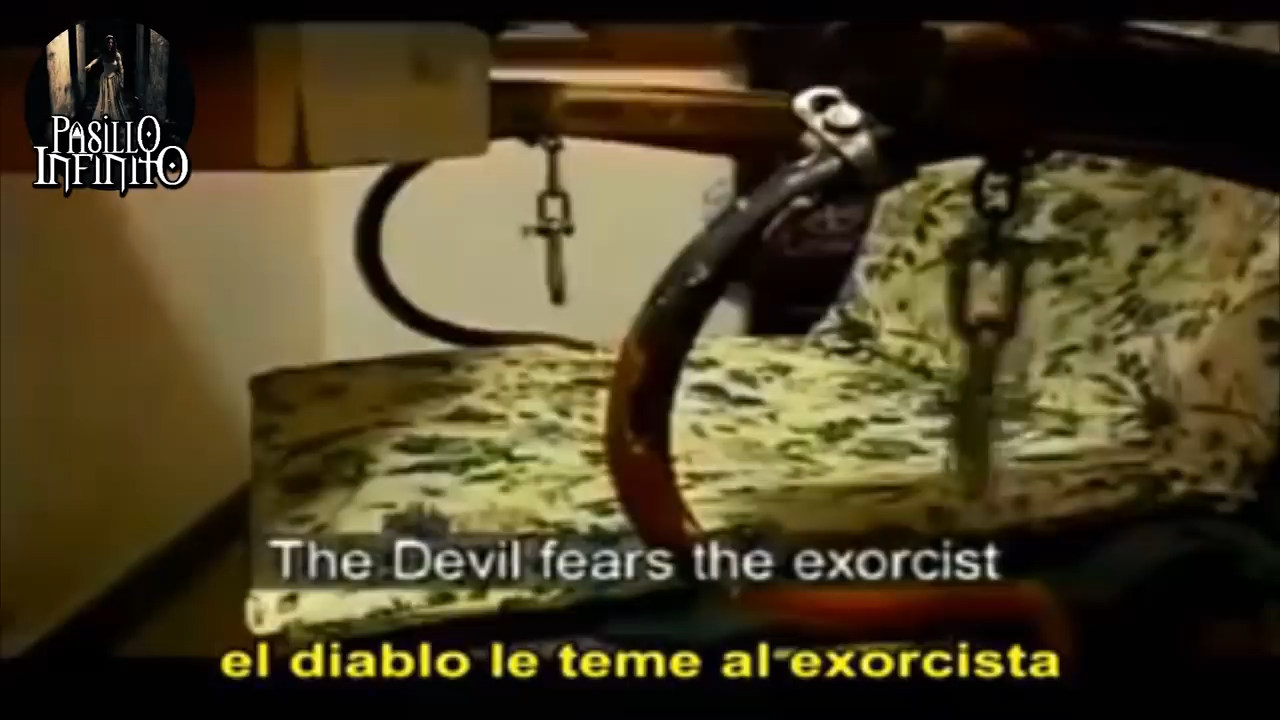 PASILLO
INFINITO
The Devil fears the exorcist
el diablo le teme al exorcista